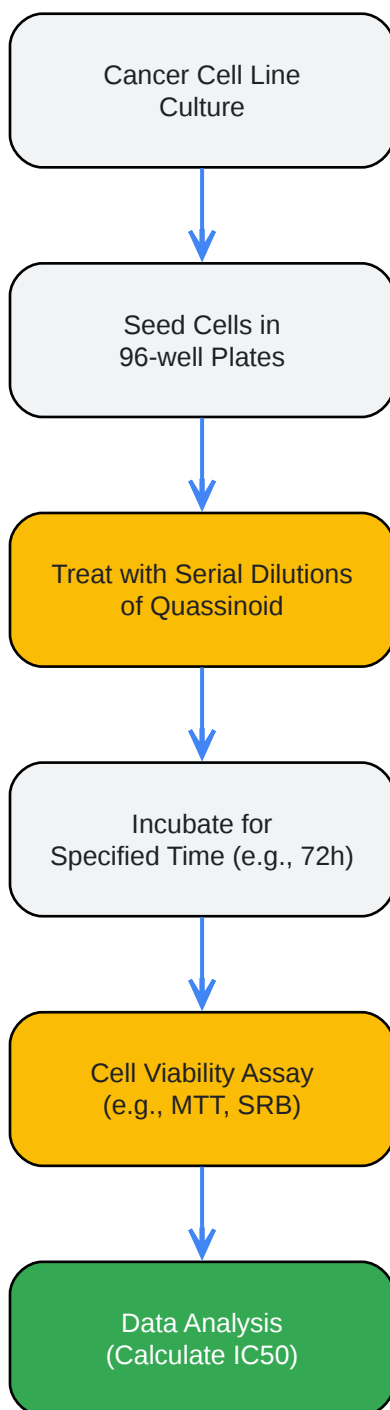 Cancer Cell Line
Culture
Seed Cells in
96-well Plates
Treat with Serial Dilutions
of Quassinoid
Incubate for
Specified Time (e.g., 72h)
Cell Viability Assay
(e.g., MTT, SRB)
Data Analysis
(Calculate IC50)